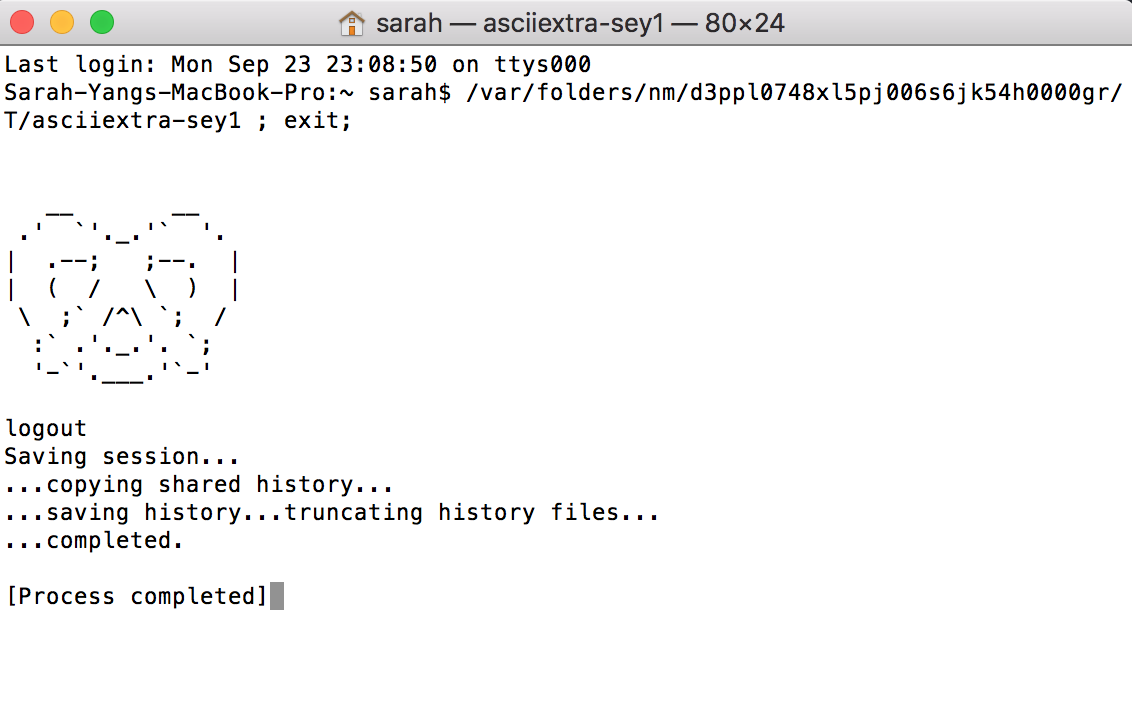 sarah — asciiextra-sey1 — 80×24
Last login: Mon Sep 23 23:08:50 on ttys000
Sarah-Yangs-MacBook-Pro:~ sarah$ /var/folders/nm/d3ppl0748xl5pj006s6jk54h0000gr/
T/asciiextra-sey1 ; exit;
   __       __
 .'  `'._.'`  '.
|  .--;   ;--.  |
|  (  /   \  )  |
 \  ;` /^\ `;  /
  :` .'._.'. `;
  '-`'.___.'`-'
logout
Saving session...
...copying shared history...
...saving history...truncating history files...
...completed.
[Process completed]